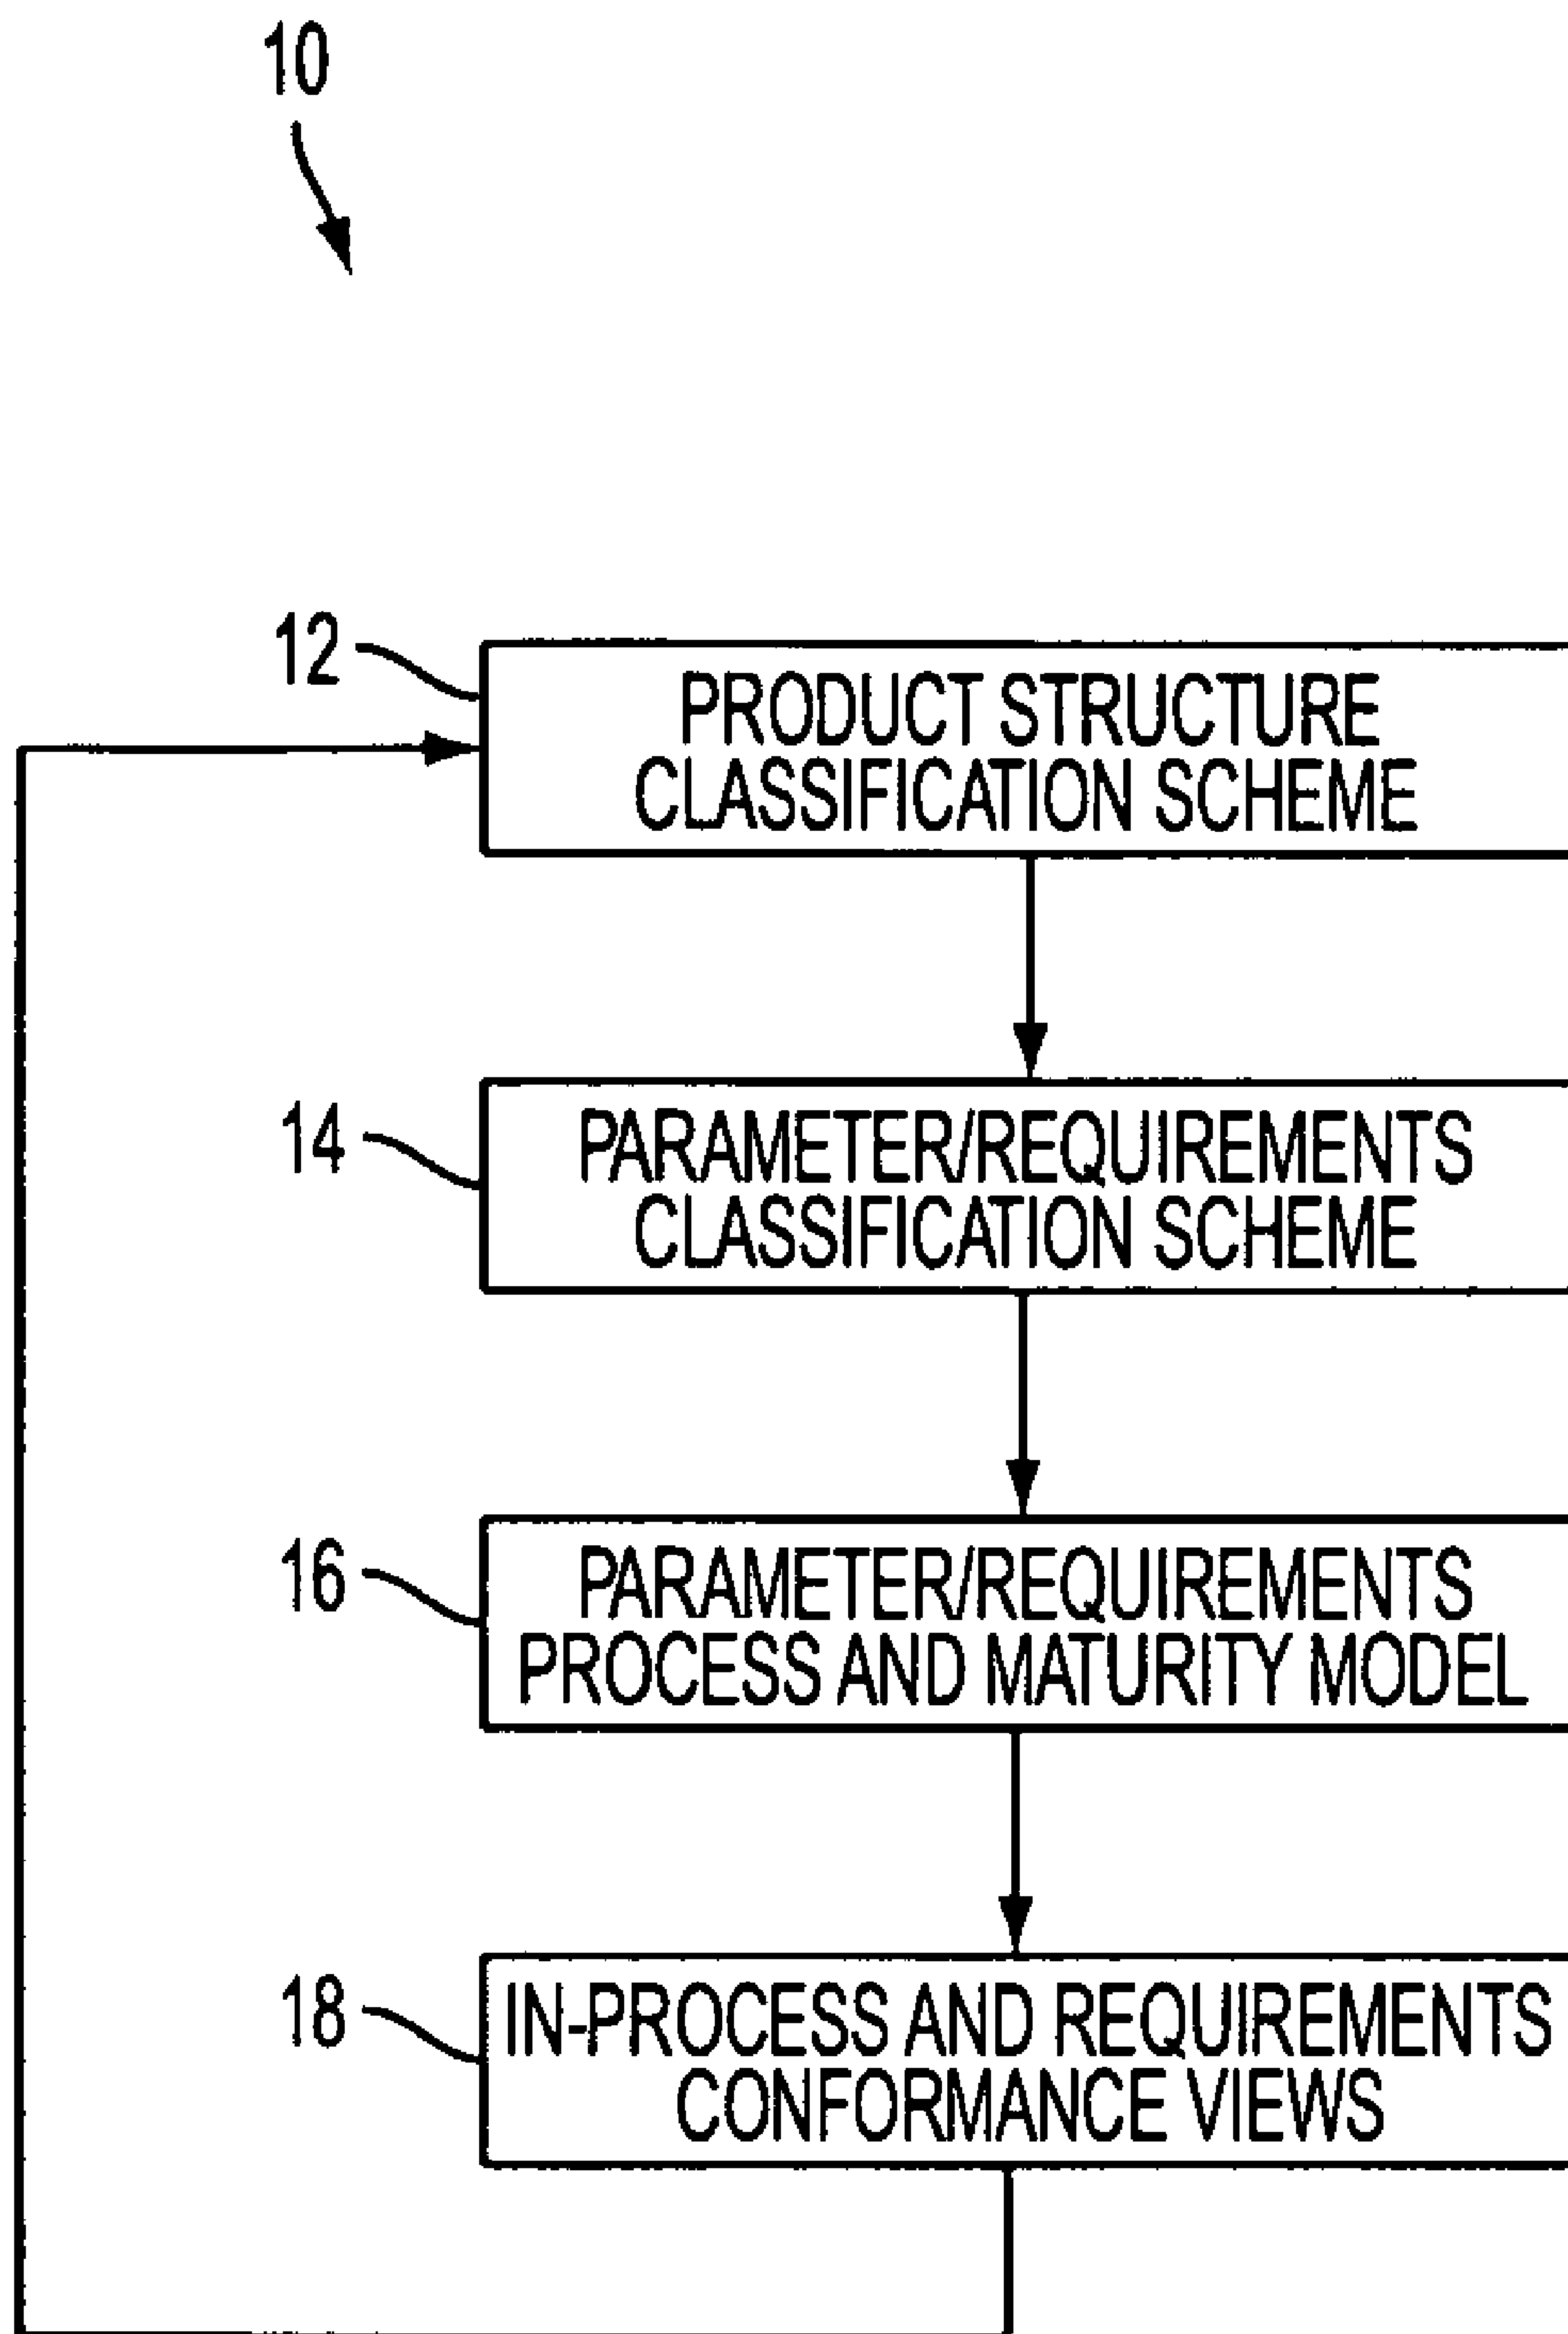 10
12
PRODUCT STRUCTURE
CLASSIFICATION SCHEME
14
PARAMETER/REQUIREMENTS
CLASSIFICATION SCHEME
16
PARAMETER/REQUIREMENTS
PROCESS AND MATURITY MODEL
18
IN-PROCESS AND REQUIREMENTS
CONFORMANCE VIEWS